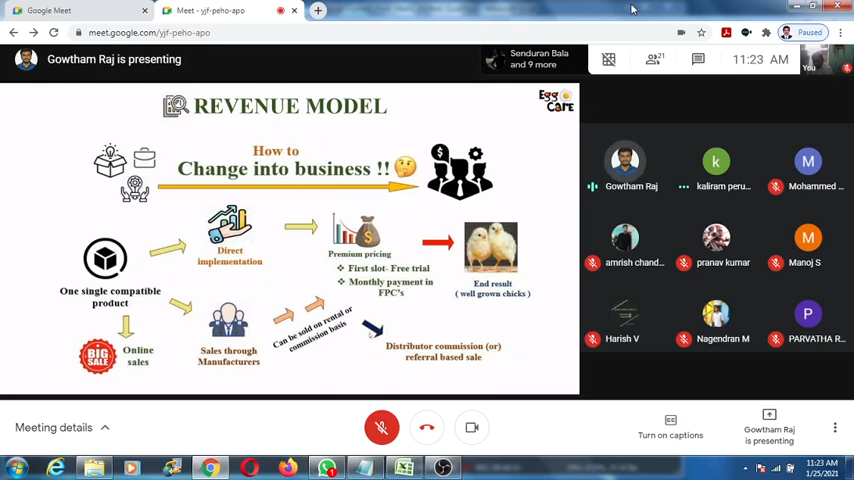 Google Meet
Meet - yjf-peho-apo
meet.google.com/yjf-peho-apo
Paused
Gowtham Raj is presenting
Senduran Bala
and 9 more
21
11:23 AM
You
REVENUE MODEL
Egg
CARE
How to
Change into business !!
Direct
implementation
Premium pricing
First slot- Free trial
Monthly payment in
FPC's
End result
( well grown chicks )
One single compatible
product
BIG
SALE
Online
sales
Sales through
Manufacturers
Can be sold on rental or
commission basis
Distributor commission (or)
referral based sale
Gowtham Raj
k
kaliram peru...
M
Mohammed ...
amrish chand...
pranav kumar
M
Manoj S
Harish V
Nagendran M
P
PARVATHA R...
Meeting details
Turn on captions
Gowtham Raj
is presenting
11:23 AM
1/25/2021